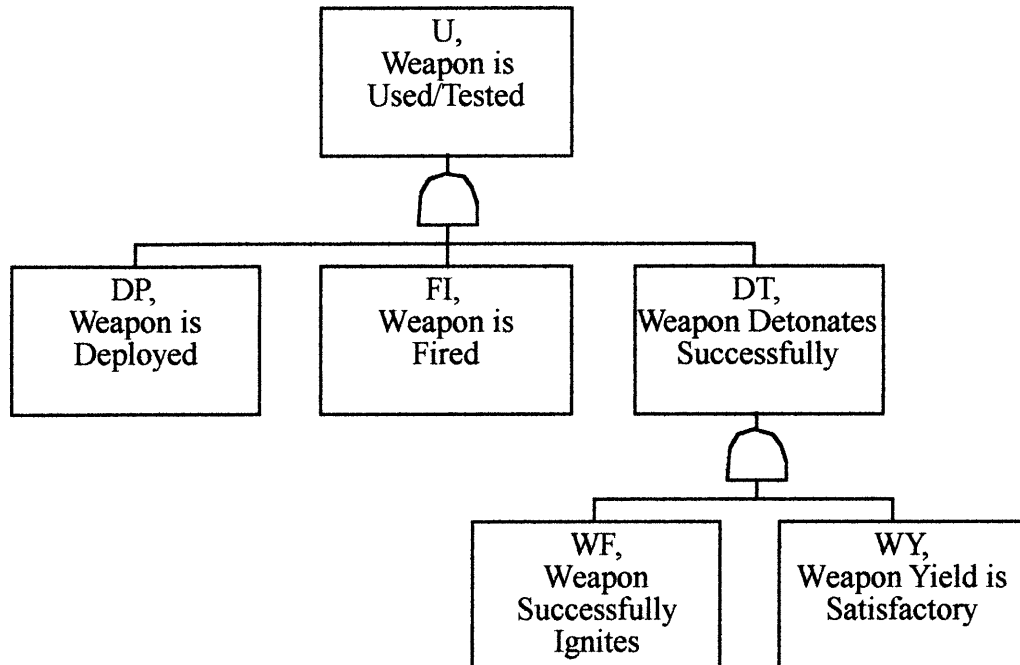 U,
Weapon is
Used/Tested
DP,
Weapon is
Deployed
FI,
Weapon is
Fired
DT,
Weapon Detonates
Successfully
WF,
Weapon
Successfully
Ignites
WY,
Weapon Yield is
Satisfactory